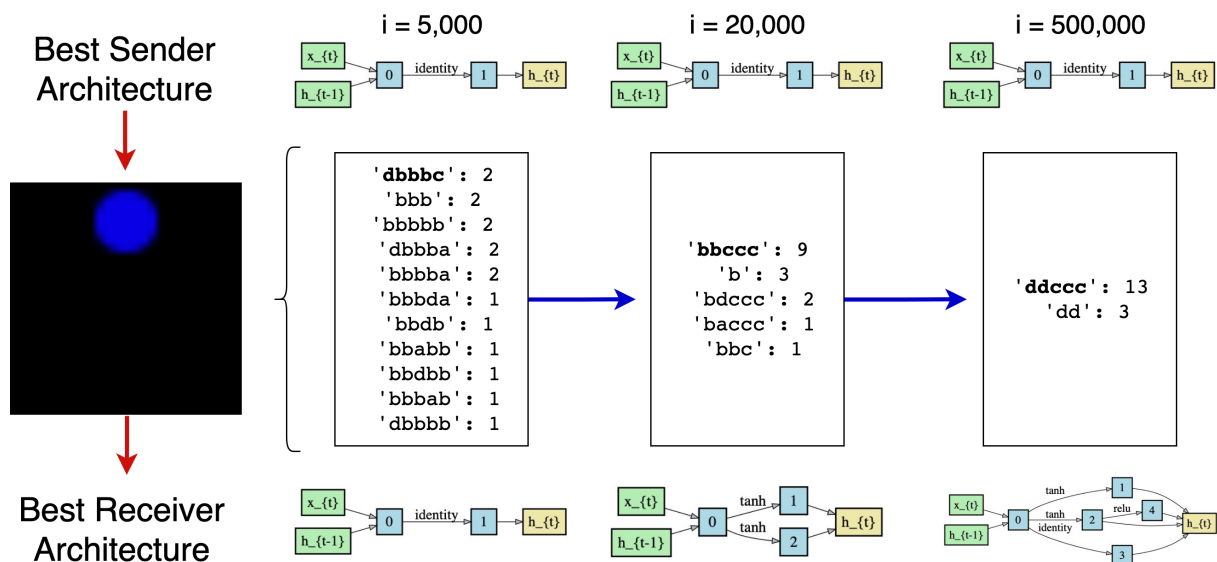 i = 5,000
i = 20,000
i = 500,000
Best Sender
Architecture
x_{t}
h_{t-1}
0
identity
1
h_{t}
x_{t}
h_{t-1}
0
identity
1
h_{t}
x_{t}
h_{t-1}
0
identity
1
h_{t}
'dbbbc': 2
'bbb': 2
'bbbbb': 2
'dbbba': 2
'bbbba': 2
'bbbda': 1
'bbdb': 1
'bbabb': 1
'bbdbb': 1
'bbbab': 1
'dbbbb': 1
'bbccc': 9
'b': 3
'bdccc': 2
'baccc': 1
'bbc': 1
'ddccc': 13
'dd': 3
Best Receiver
Architecture
x_{t}
h_{t-1}
0
identity
1
h_{t}
x_{t}
h_{t-1}
0
tanh
tanh
1
2
h_{t}
x_{t}
h_{t-1}
0
tanh
tanh
identity
1
2
relu
4
3
h_{t}